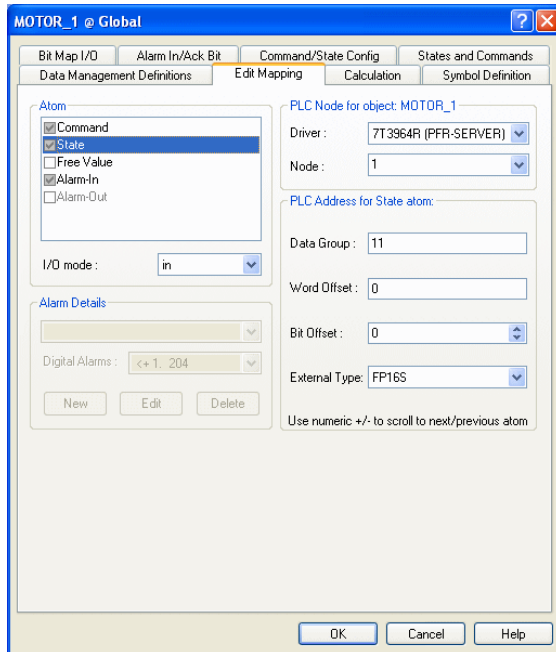 MOTOR_1 @ Global
Bit Map I/O Alarm In/Ack Bit Command/State Config States and Commands
Data Management Definitions Edit Mapping Calculation Symbol Definition
Atom
Command
State
Free Value
Alarm-In
Alarm-Out
I/O mode : in
Alarm Details
Digital Alarms : <+ 1. 204
New Edit Delete
PLC Node for object: MOTOR_1
Driver : 7T3964R (PFR-SERVER)
Node : 1
PLC Address for State atom:
Data Group : 11
Word Offset : 0
Bit Offset : 0
External Type: FP16S
Use numeric +/- to scroll to next/previous atom
OK Cancel Help